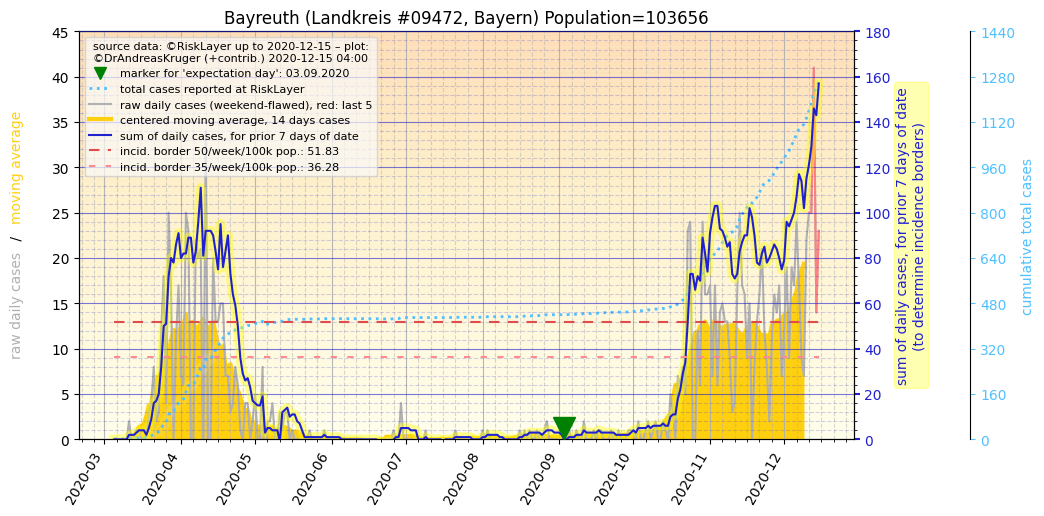 Bayreuth (Landkreis #09472, Bayern) Population=103656
source data: ©RiskLayer up to 2020-12-15 – plot:
©DrAndreasKruger (+contrib.) 2020-12-15 04:00
marker for 'expectation day': 03.09.2020
total cases reported at RiskLayer
raw daily cases (weekend-flawed), red: last 5
centered moving average, 14 days cases
sum of daily cases, for prior 7 days of date
incid. border 50/week/100k pop.: 51.83
incid. border 35/week/100k pop.: 36.28
raw daily cases / moving average
45
40
35
30
25
20
15
10
5
0
2020-03
2020-04
2020-05
2020-06
2020-07
2020-08
2020-09
2020-10
2020-11
2020-12
180
160
140
120
100
80
60
40
20
0
sum of daily cases, for prior 7 days of date
(to determine incidence borders)
1440
1280
1120
960
800
640
480
320
160
0
cumulative total cases